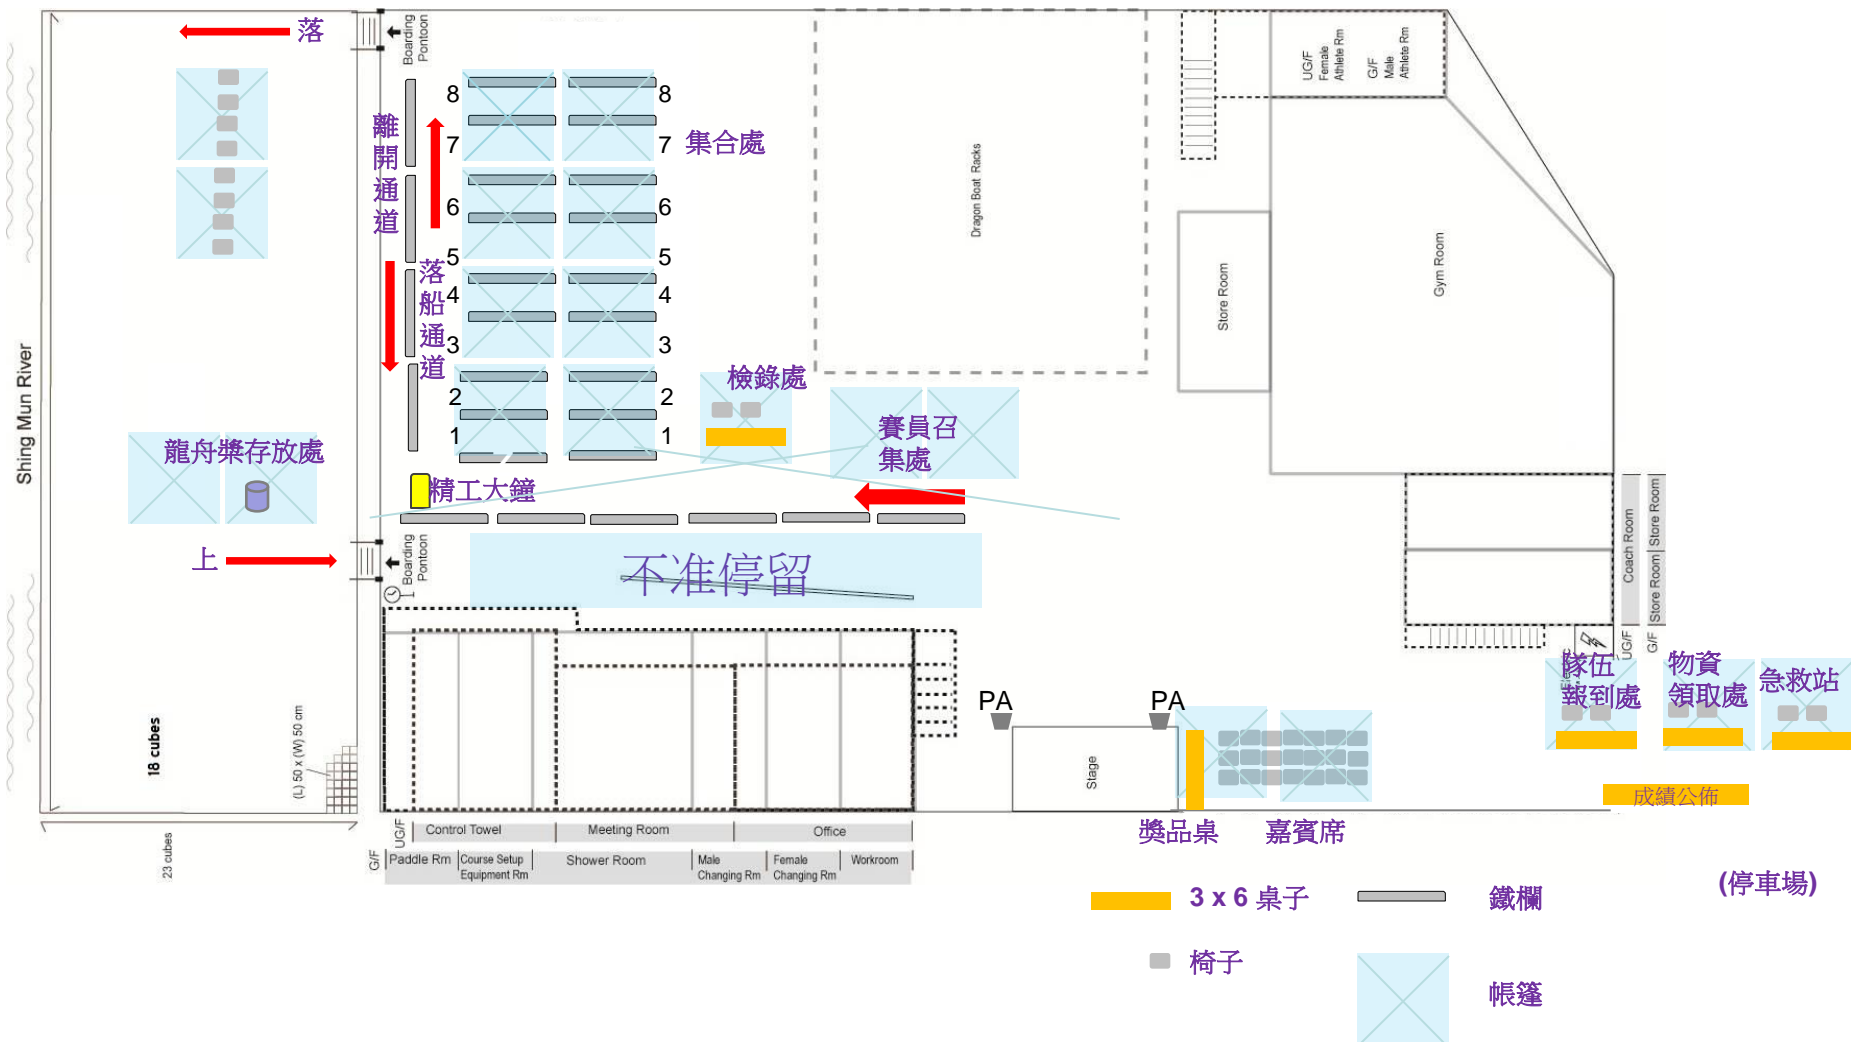 落
Boarding
Pontoon
8
8
離開通道
7
7
集合處
6
6
5
5
落船通道
4
4
3
3
2
2
1
1
Dragon Boat Racks
UG/F
Female
Athlete Rm
G/F
Male
Athlete Rm
Store Room
Gym Room
Shing Mun River
檢錄處
賽員召
集處
龍舟槳存放處
精工大鐘
上
Boarding
Pontoon
不准停留
Coach Room
Store Room
Store Room
UG/F
G/F
隊伍
報到處
物資
領取處
急救站
成績公佈
PA
PA
Stage
18 cubes
(L) 50 x (W) 50 cm
23 cubes
UG/F
Control Towel
Meeting Room
Office
G/F
Paddle Rm
Course Setup
Equipment Rm
Shower Room
Male
Changing Rm
Female
Changing Rm
Workroom
獎品桌
嘉賓席
(停車場)
3 x 6 桌子
鐵欄
椅子
帳篷